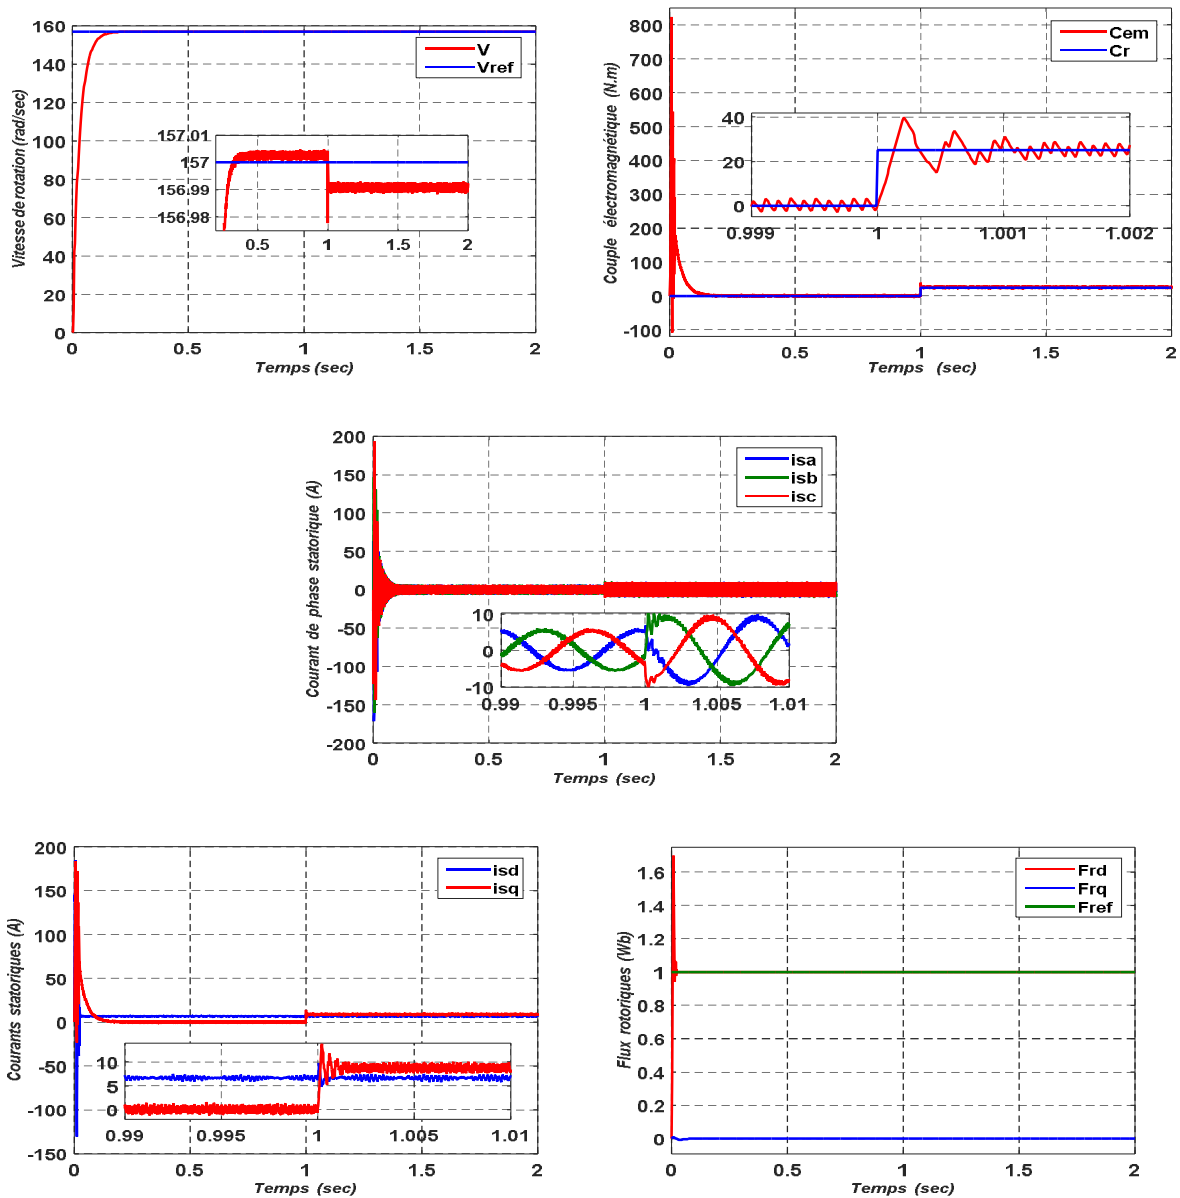 160
140
120
100
80
60
40
20
0
Vitesse de rotation (rad/sec)
V
Vref
157.01
157
156.99
156.98
0.5 1 1.5 2
0 0.5 1 1.5 2
Temps (sec)
800
700
600
500
400
300
200
100
0
-100
Couple électromagnétique (N.m)
Cem
Cr
40
20
0
0.999 1 1.001 1.002
0 0.5 1 1.5 2
Temps (sec)
200
150
100
50
0
-50
-100
-150
-200
Courant de phase statorique (A)
isa
isb
isc
10
0
-10
0.99 0.995 1 1.005 1.01
0 0.5 1 1.5 2
Temps (sec)
200
150
100
50
0
-50
-100
-150
Courants statoriques (A)
isd
isq
10
5
0
0.99 0.995 1 1.005 1.01
0 0.5 1 1.5 2
Temps (sec)
1.6
1.4
1.2
1
0.8
0.6
0.4
0.2
0
Flux rotoriques (Wb)
Frd
Frq
Fref
0 0.5 1 1.5 2
Temps (sec)